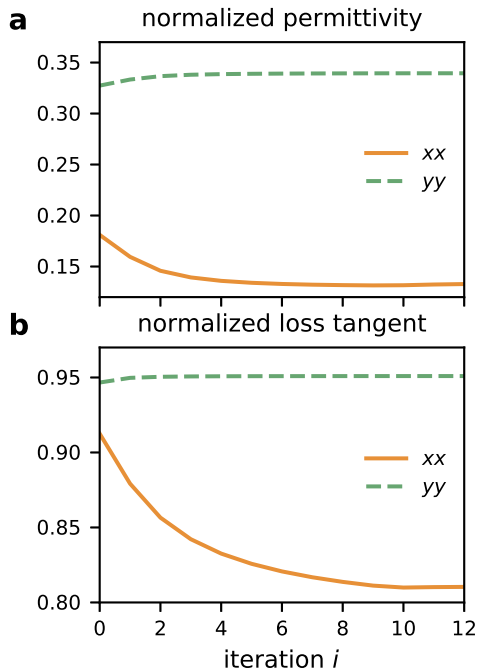 a
normalized permittivity
0.35
0.30
0.25
0.20
0.15
xx
yy
b
normalized loss tangent
0.95
0.90
0.85
0.80
xx
yy
0 2 4 6 8 10 12
iteration i